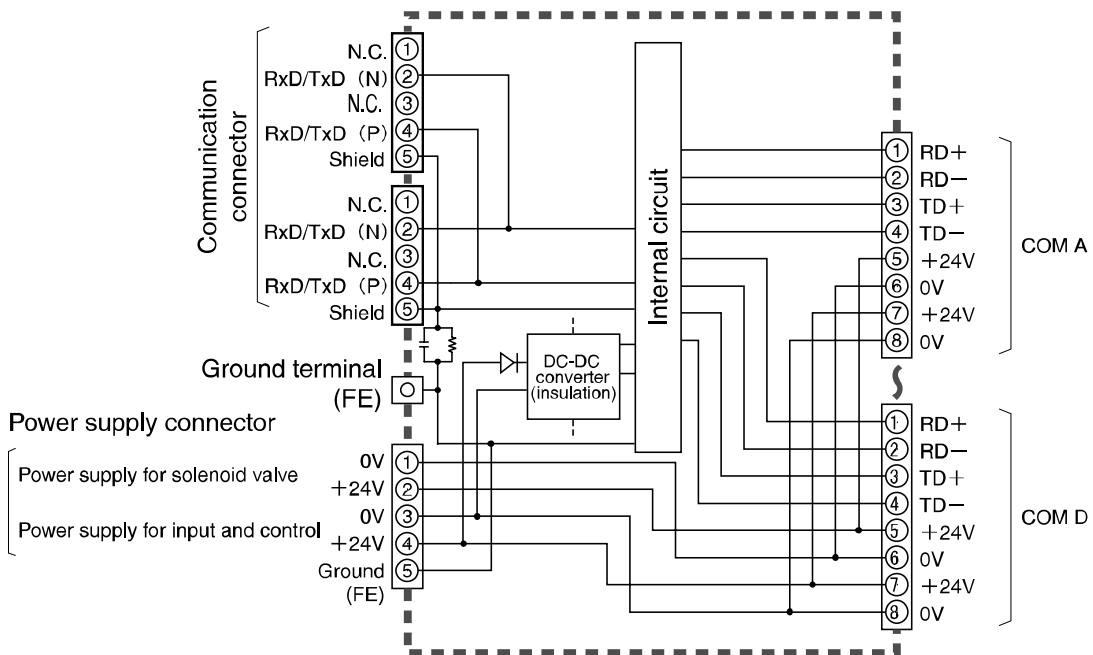 Communication
connector
N.C. ①
RxD/TxD (N) ②
N.C. ③
RxD/TxD (P) ④
Shield ⑤
N.C. ①
RxD/TxD (N) ②
N.C. ③
RxD/TxD (P) ④
Shield ⑤
Ground terminal
(FE)
Power supply connector
Power supply for solenoid valve
Power supply for input and control
0V ①
+24V ②
0V ③
+24V ④
Ground ⑤
(FE)
DC-DC
converter
(insulation)
Internal circuit
① RD+
② RD−
③ TD+
④ TD−
⑤ +24V
⑥ 0V
⑦ +24V
⑧ 0V
COM A
① RD+
② RD−
③ TD+
④ TD−
⑤ +24V
⑥ 0V
⑦ +24V
⑧ 0V
COM D